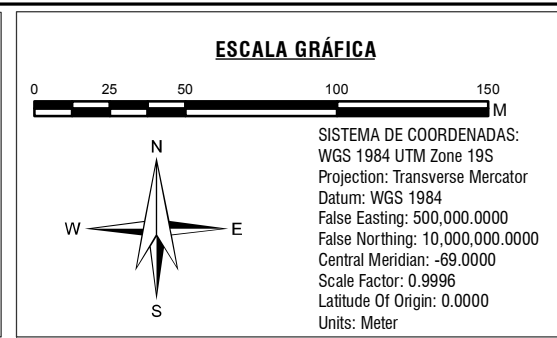 ESCALA GRÁFICA
0 25 50 100 150
M
N
W E
S
SISTEMA DE COORDENADAS:
WGS 1984 UTM Zone 19S
Projection: Transverse Mercator
Datum: WGS 1984
False Easting: 500,000.0000
False Northing: 10,000,000.0000
Central Meridian: -69.0000
Scale Factor: 0.9996
Latitude Of Origin: 0.0000
Units: Meter